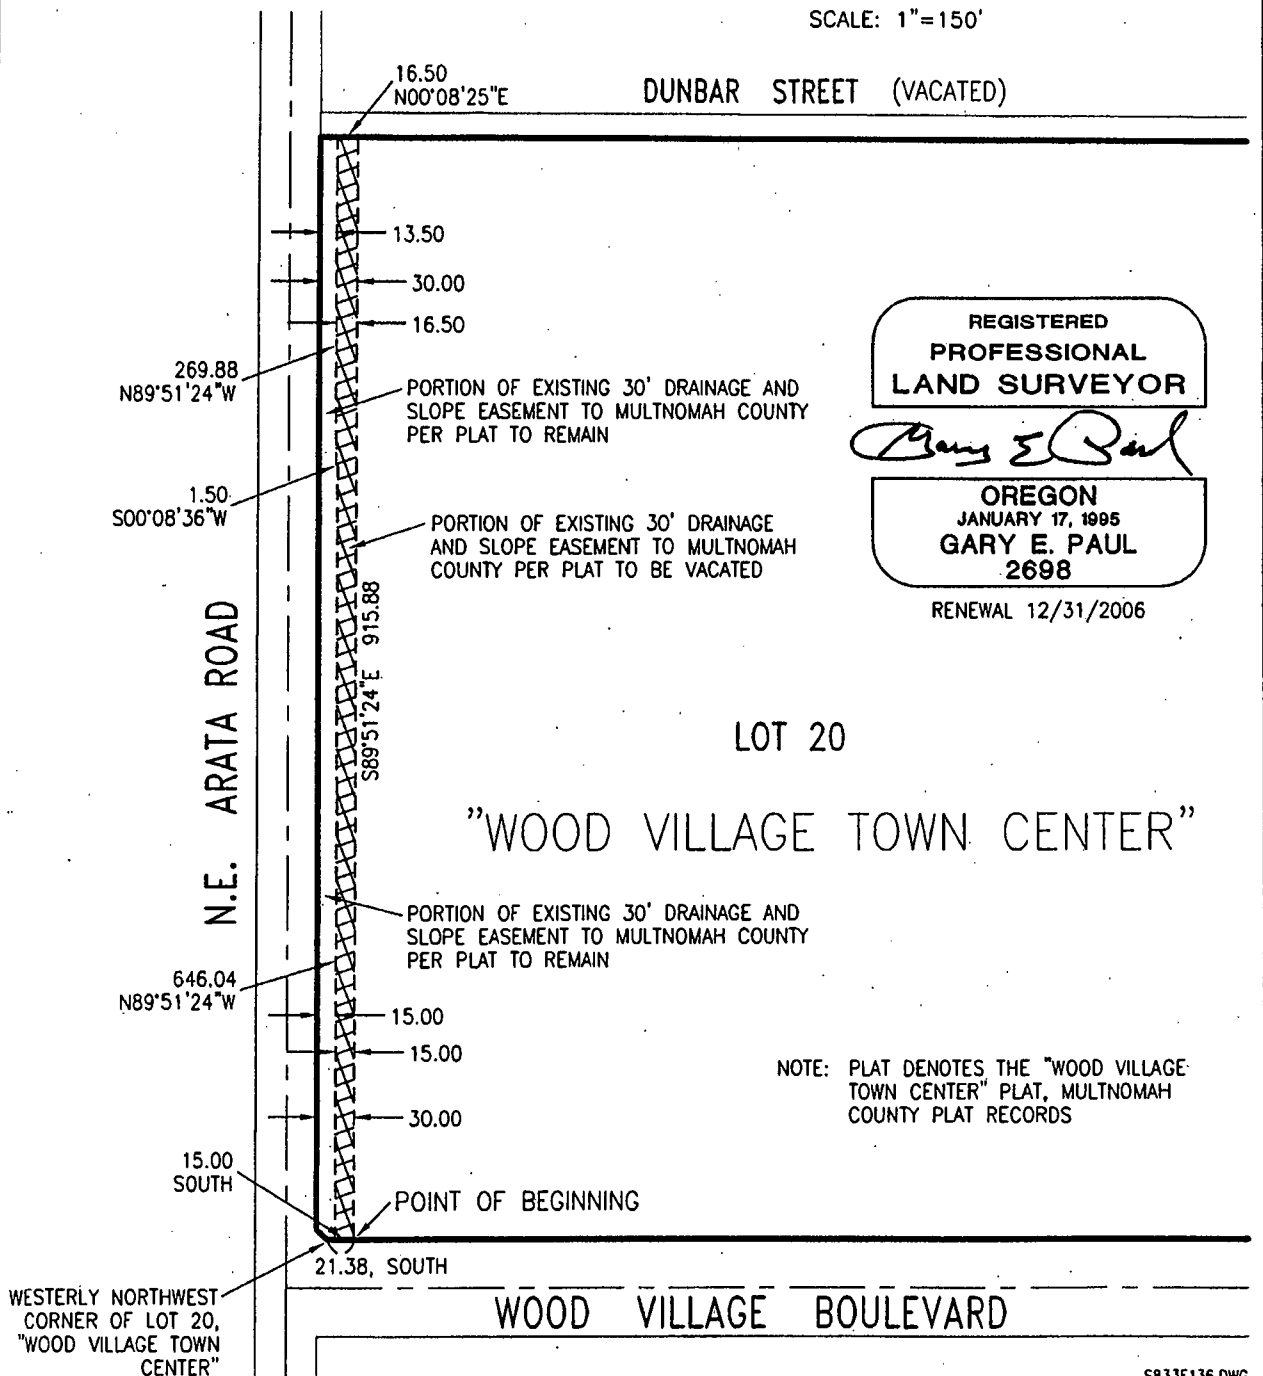 SCALE: 1"=150'
16.50
N00°08'25"E
DUNBAR STREET (VACATED)
13.50
30.00
16.50
269.88
N89°51'24"W
PORTION OF EXISTING 30' DRAINAGE AND
SLOPE EASEMENT TO MULTNOMAH COUNTY
PER PLAT TO REMAIN
1.50
S00°08'36"W
PORTION OF EXISTING 30' DRAINAGE
AND SLOPE EASEMENT TO MULTNOMAH
COUNTY PER PLAT TO BE VACATED
REGISTERED
PROFESSIONAL
LAND SURVEYOR
Gary E Paul
OREGON
JANUARY 17, 1995
GARY E. PAUL
2698
RENEWAL 12/31/2006
S89°51'24"E 915.88
N.E. ARATA ROAD
LOT 20
"WOOD VILLAGE TOWN CENTER"
PORTION OF EXISTING 30' DRAINAGE AND
SLOPE EASEMENT TO MULTNOMAH COUNTY
PER PLAT TO REMAIN
646.04
N89°51'24"W
15.00
15.00
30.00
NOTE: PLAT DENOTES THE "WOOD VILLAGE
TOWN CENTER" PLAT, MULTNOMAH
COUNTY PLAT RECORDS
15.00
SOUTH
POINT OF BEGINNING
21.38, SOUTH
WESTERLY NORTHWEST
CORNER OF LOT 20,
"WOOD VILLAGE TOWN
CENTER"
WOOD VILLAGE BOULEVARD
S833E136.DWG